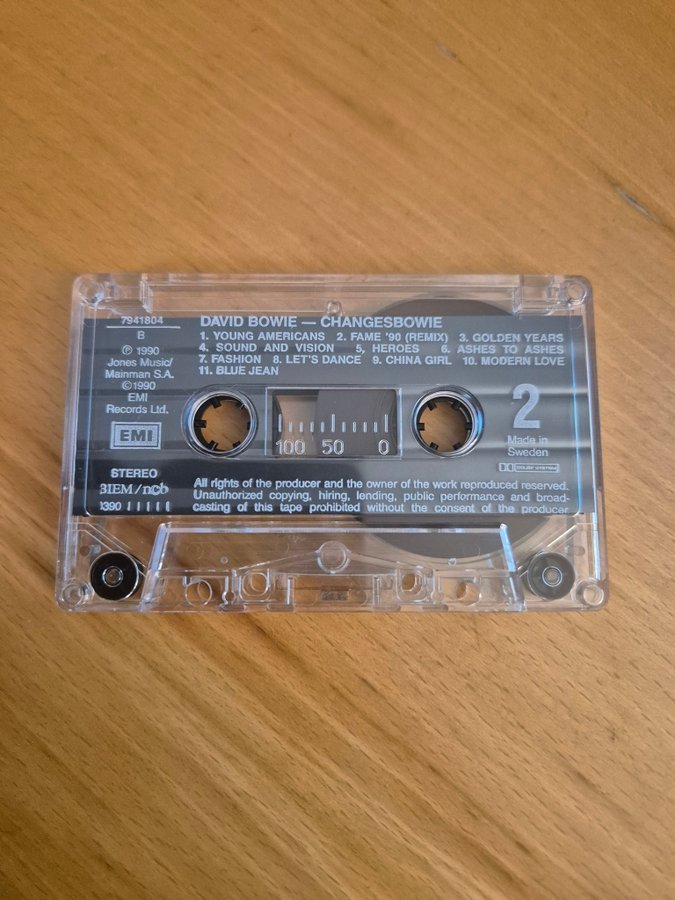 7941804
B
℗ 1990
Jones Music/
Mainman S.A.
©1990
EMI
Records Ltd.
EMI
STEREO
BIEM/ncb
1390
DAVID BOWIE — CHANGESBOWIE
1. YOUNG AMERICANS 2. FAME '90 (REMIX) 3. GOLDEN YEARS
4. SOUND AND VISION 5, HEROES 6. ASHES TO ASHES
7. FASHION 8. LET'S DANCE 9. CHINA GIRL 10. MODERN LOVE
11. BLUE JEAN
100 50 0
2
Made in
Sweden
DOLBY SYSTEM
All rights of the producer and the owner of the work reproduced reserved.
Unauthorized copying, hiring, lending, public performance and broad-
casting of this tape prohibited without the consent of the producer